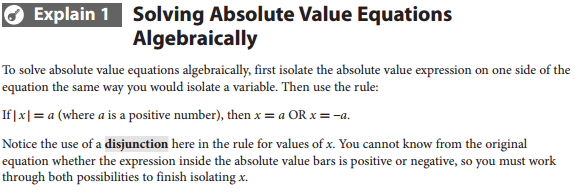 Explain 1 Solving Absolute Value Equations
Algebraically
To solve absolute value equations algebraically, first isolate the absolute value expression on one side of the
equation the same way you would isolate a variable. Then use the rule:
If |x| = a (where a is a positive number), then x = a OR x = −a.
Notice the use of a disjunction here in the rule for values of x. You cannot know from the original
equation whether the expression inside the absolute value bars is positive or negative, so you must work
through both possibilities to finish isolating x.